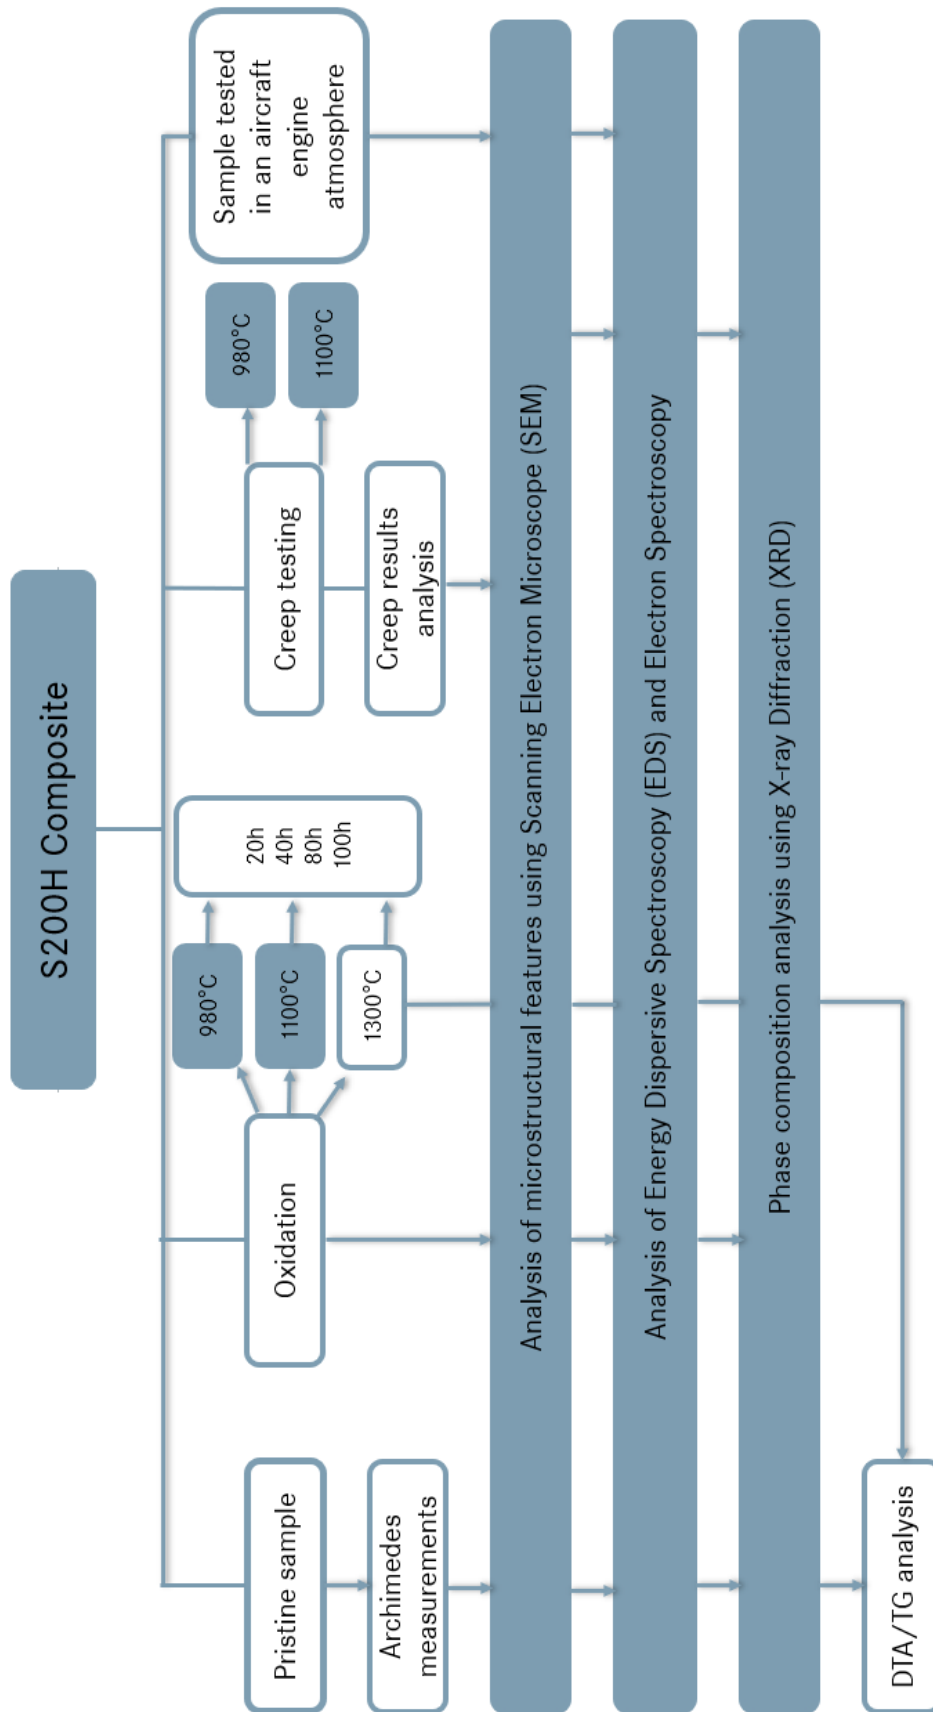 S200H Composite
Pristine sample
Archimedes
measurements
Oxidation
980°C
1100°C
1300°C
20h
40h
80h
100h
Creep testing
980°C
1100°C
Creep results
analysis
Sample tested
in an aircraft
engine
atmosphere
Analysis of microstructural features using Scanning Electron Microscope (SEM)
Analysis of Energy Dispersive Spectroscopy (EDS) and Electron Spectroscopy
Phase composition analysis using X-ray Diffraction (XRD)
DTA/TG analysis